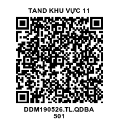 TAND KHU VỰC 11
DDM190526.TL.QDBA
501